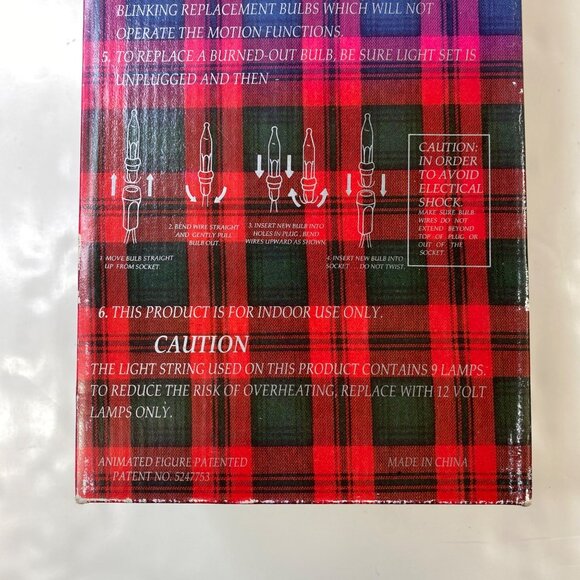 BLINKING REPLACEMENT BULBS WHICH WILL NOT
OPERATE THE MOTION FUNCTIONS.
5. TO REPLACE A BURNED-OUT BULB, BE SURE LIGHT SET IS
UNPLUGGED AND THEN -
1. MOVE BULB STRAIGHT
UP FROM SOCKET
2. BEND WIRE STRAIGHT
AND GENTLY PULL
BULB OUT.
3. INSERT NEW BULB INTO
HOLES IN PLUG, BEND
WIRES UPWARD AS SHOWN.
4. INSERT NEW BULB INTO
SOCKET . DO NOT TWIST.
CAUTION:
IN ORDER
TO AVOID
ELECTICAL
SHOCK.
MAKE SURE BULB
WIRES DO NOT
EXTEND BEYOND
TOP OF PLUG OR
OUT OF THE
SOCKET
6. THIS PRODUCT IS FOR INDOOR USE ONLY.
CAUTION
THE LIGHT STRING USED ON THIS PRODUCT CONTAINS 9 LAMPS.
TO REDUCE THE RISK OF OVERHEATING, REPLACE WITH 12 VOLT
LAMPS ONLY.
ANIMATED FIGURE PATENTED
PATENT NO. 5247753
MADE IN CHINA